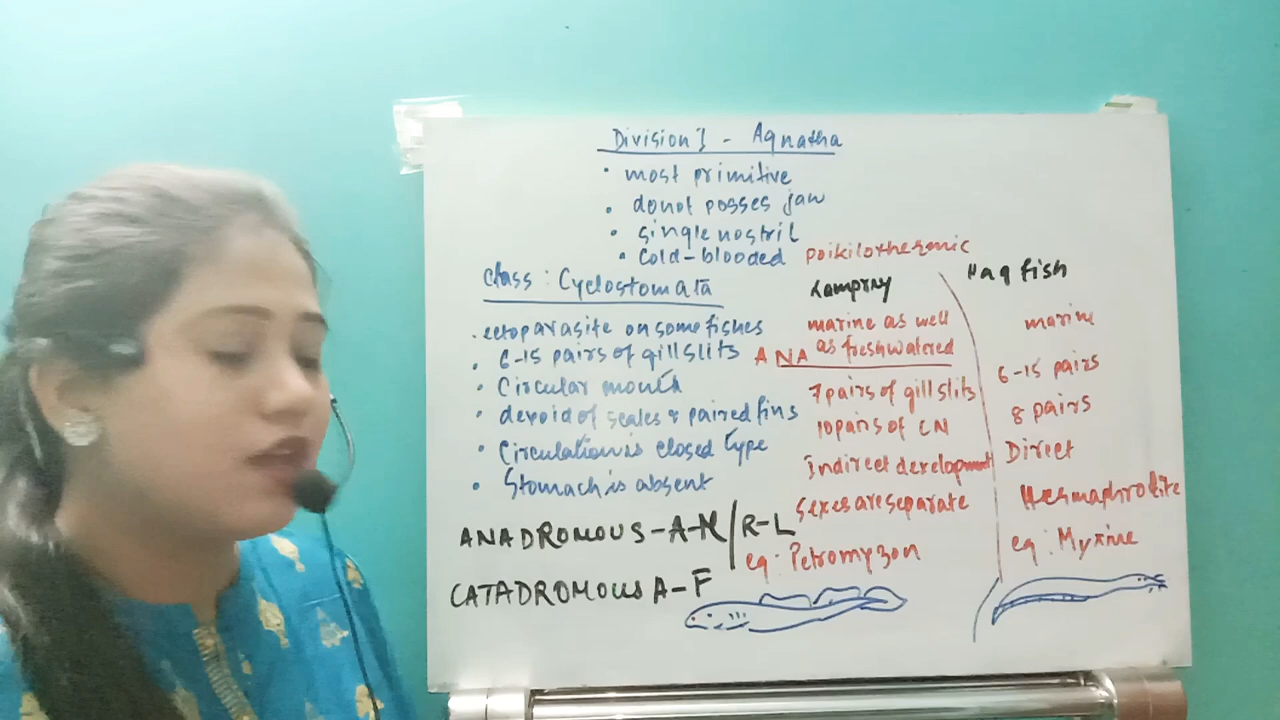 Division I - Agnatha
• most primitive
• donot posses jaw
• single nostril
• Cold-blooded poikilothermic
Class : Cyclostomata
• ectoparasite on some fishes
• 6-15 pairs of gill slits
• Circular mouth
• devoid of scales & paired fins
• Circulation is closed type
• Stomach is absent
ANADROMOUS-A-M/R-L
CATADROMOUS A-F
Lampry
marine as well
as freshwatered
ANA
7 pairs of gill slits
10 pairs of CN
Indirect development
Sexes are separate
eg: Petromyzon
Hag fish
marine
6-15 pairs
8 pairs
Direct
Hermaphrodite
eg: Myxine